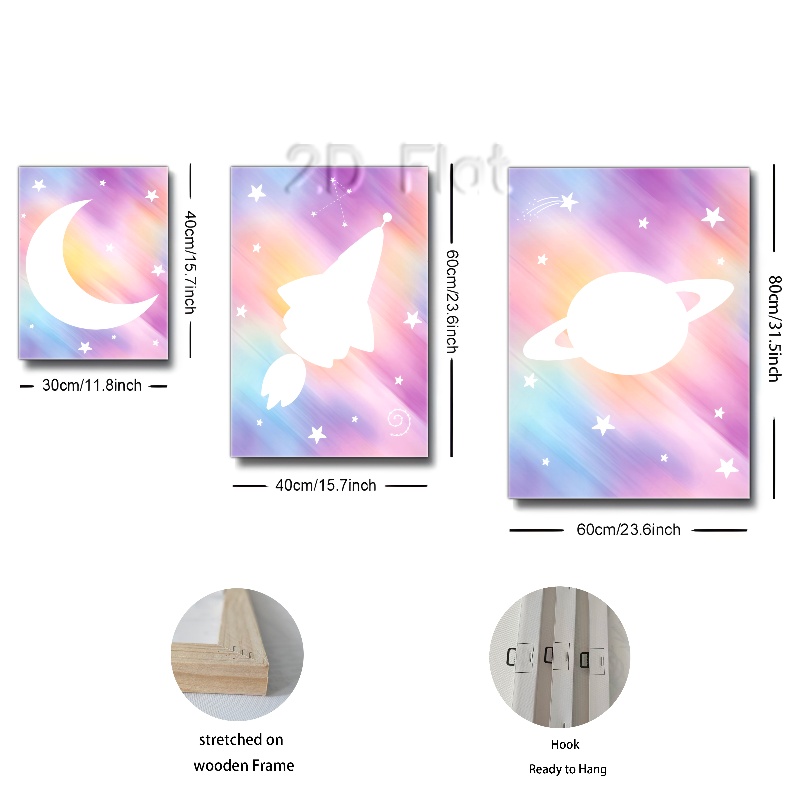 2D Flat
40cm/15.7inch
30cm/11.8inch
60cm/23.6inch
40cm/15.7inch
80cm/31.5inch
60cm/23.6inch
stretched on
wooden Frame
Hook
Ready to Hang